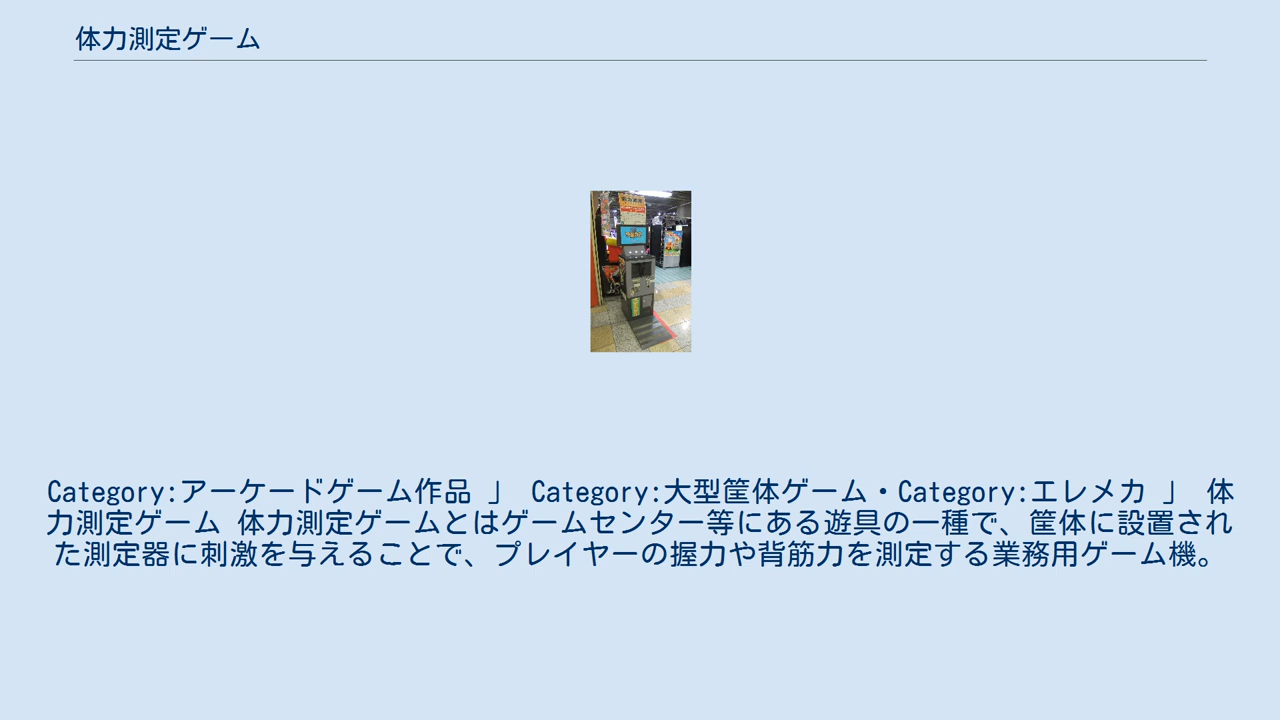 体力測定ゲーム
Category:アーケードゲーム作品 」 Category:大型筐体ゲーム・Category:エレメカ 」 体
力測定ゲーム 体力測定ゲームとはゲームセンター等にある遊具の一種で、筐体に設置され
た測定器に刺激を与えることで、プレイヤーの握力や背筋力を測定する業務用ゲーム機。